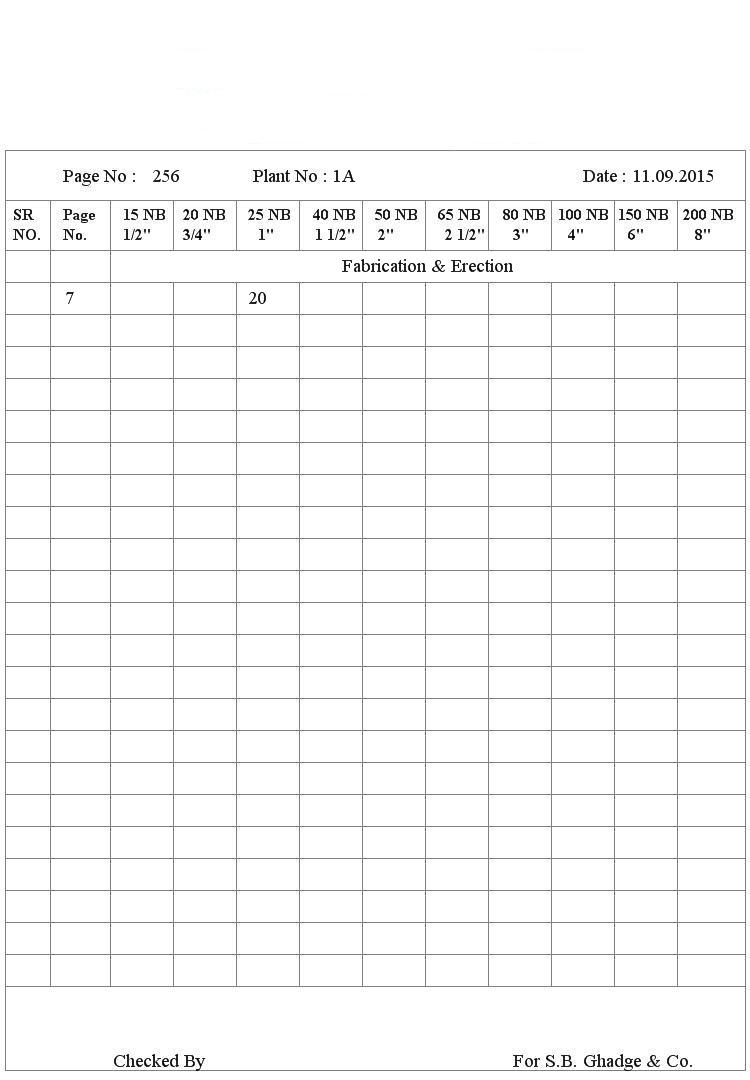 Page No : 256 Plant No : 1A Date : 11.09.2015
SR Page 15 NB 20 NB 25 NB 40 NB 50 NB 65 NB 80 NB 100 NB 150 NB 200 NB
NO. No. 1/2" 3/4" 1" 1 1/2" 2" 2 1/2" 3" 4" 6" 8"
Fabrication & Erection
7 20
Checked By For S.B. Ghadge & Co.